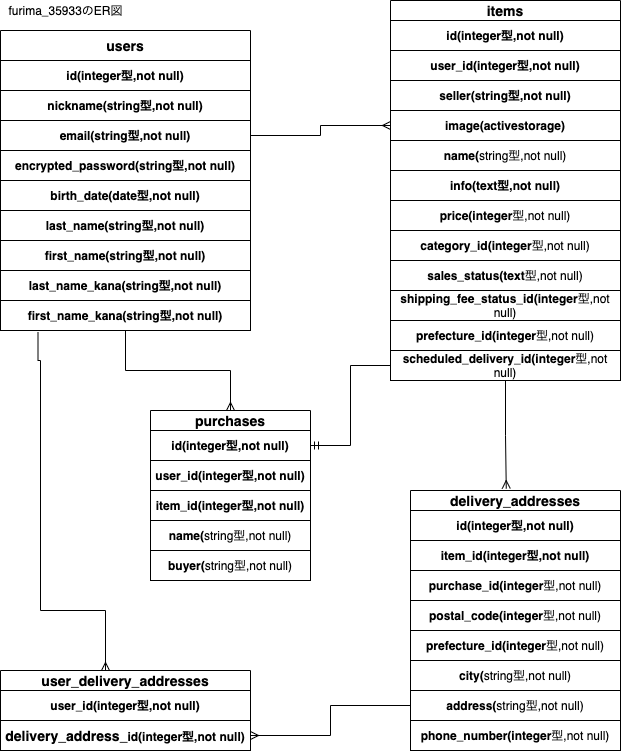 furima_35933のER図
users
id(integer型,not null)
nickname(string型,not null)
email(string型,not null)
encrypted_password(string型,not null)
birth_date(date型,not null)
last_name(string型,not null)
first_name(string型,not null)
last_name_kana(string型,not null)
first_name_kana(string型,not null)
items
id(integer型,not null)
user_id(integer型,not null)
seller(string型,not null)
image(activestorage)
name(string型,not null)
info(text型,not null)
price(integer型,not null)
category_id(integer型,not null)
sales_status(text型,not null)
shipping_fee_status_id(integer型,not
null)
prefecture_id(integer型,not null)
scheduled_delivery_id(integer型,not
null)
purchases
id(integer型,not null)
user_id(integer型,not null)
item_id(integer型,not null)
name(string型,not null)
buyer(string型,not null)
delivery_addresses
id(integer型,not null)
item_id(integer型,not null)
purchase_id(integer型,not null)
postal_code(integer型,not null)
prefecture_id(integer型,not null)
city(string型,not null)
address(string型,not null)
phone_number(integer型,not null)
user_delivery_addresses
user_id(integer型,not null)
delivery_address_id(integer型,not null)